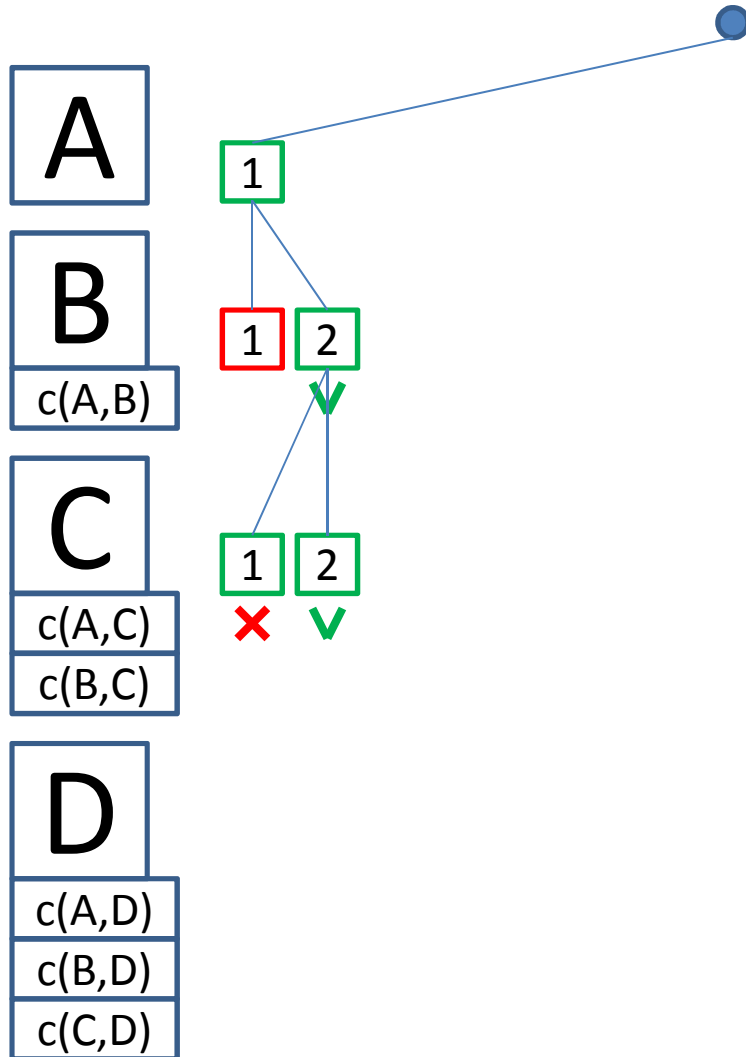 A
1
B
1 2
c(A,B)
C
1 2
c(A,C)
c(B,C)
D
c(A,D)
c(B,D)
c(C,D)